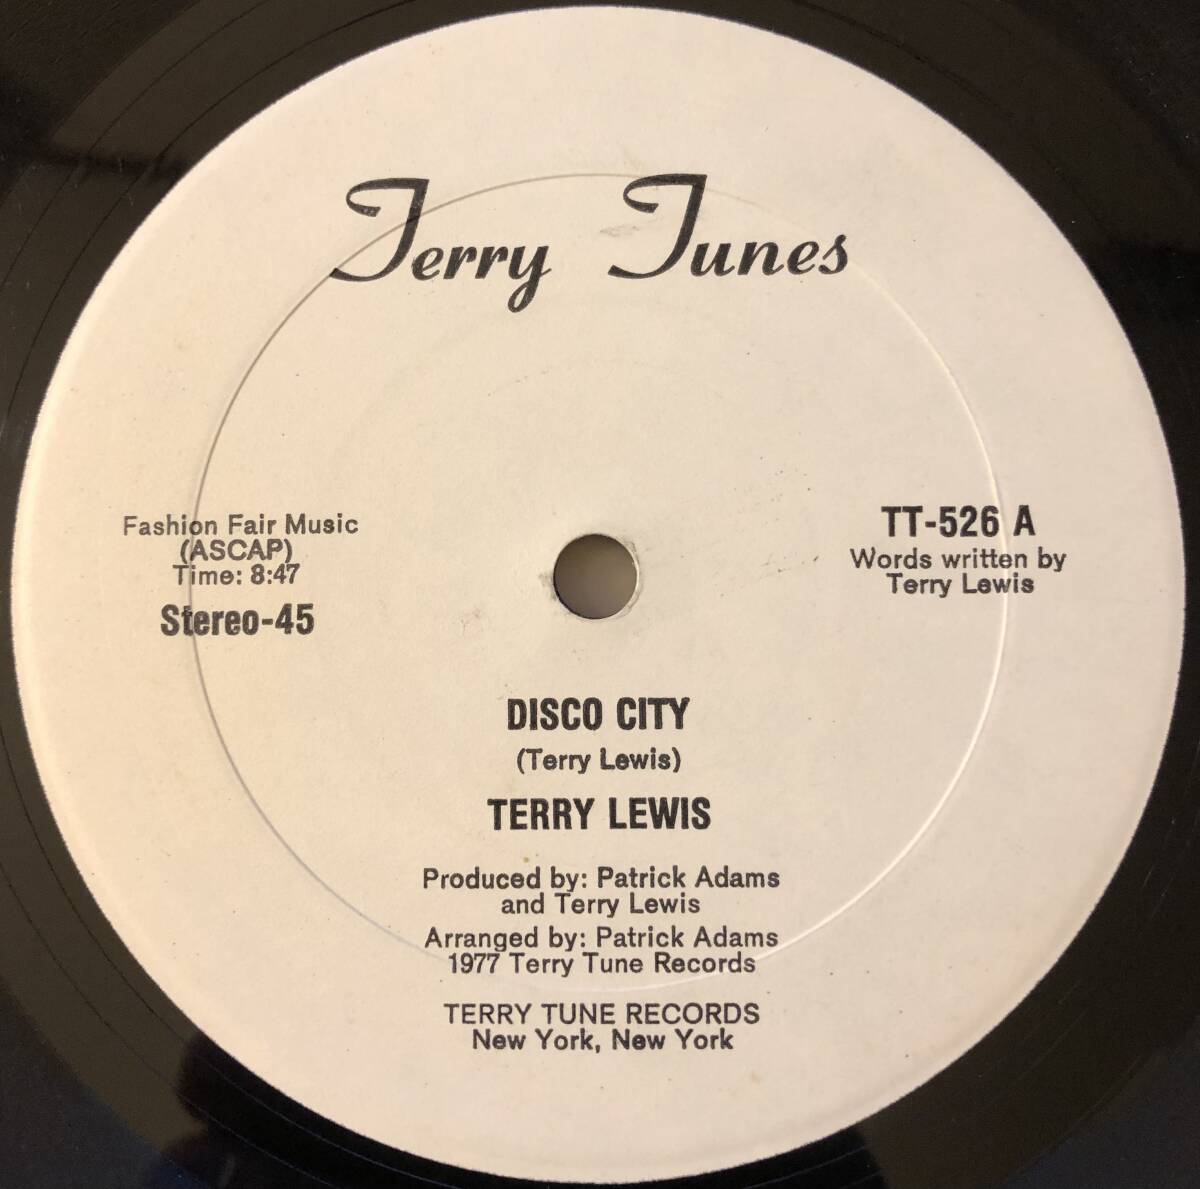 Terry Tunes
Fashion Fair Music
(ASCAP)
Time: 8:47
Stereo-45
TT-526 A
Words written by
Terry Lewis
DISCO CITY
(Terry Lewis)
TERRY LEWIS
Produced by: Patrick Adams
and Terry Lewis
Arranged by: Patrick Adams
1977 Terry Tune Records
TERRY TUNE RECORDS
New York, New York